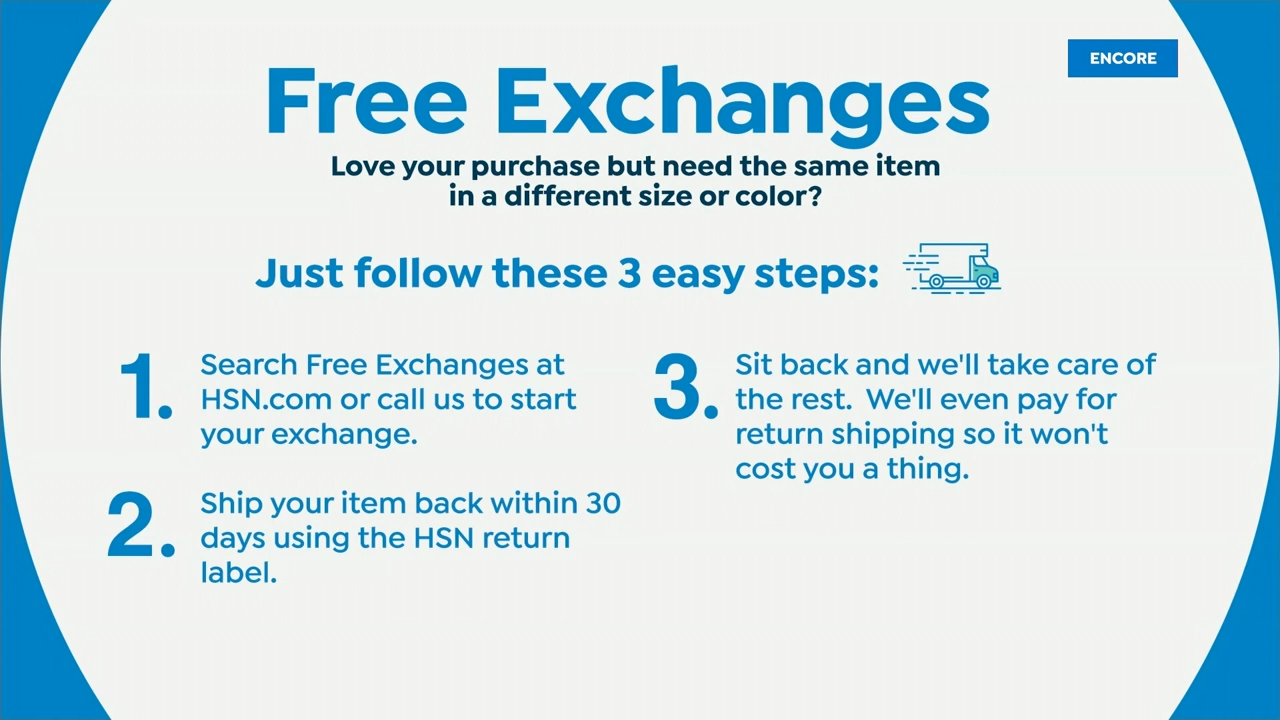 ENCORE
Free Exchanges
Love your purchase but need the same item
in a different size or color?
Just follow these 3 easy steps:
1. Search Free Exchanges at
HSN.com or call us to start
your exchange.
2. Ship your item back within 30
days using the HSN return
label.
3. Sit back and we'll take care of
the rest.  We'll even pay for
return shipping so it won't
cost you a thing.